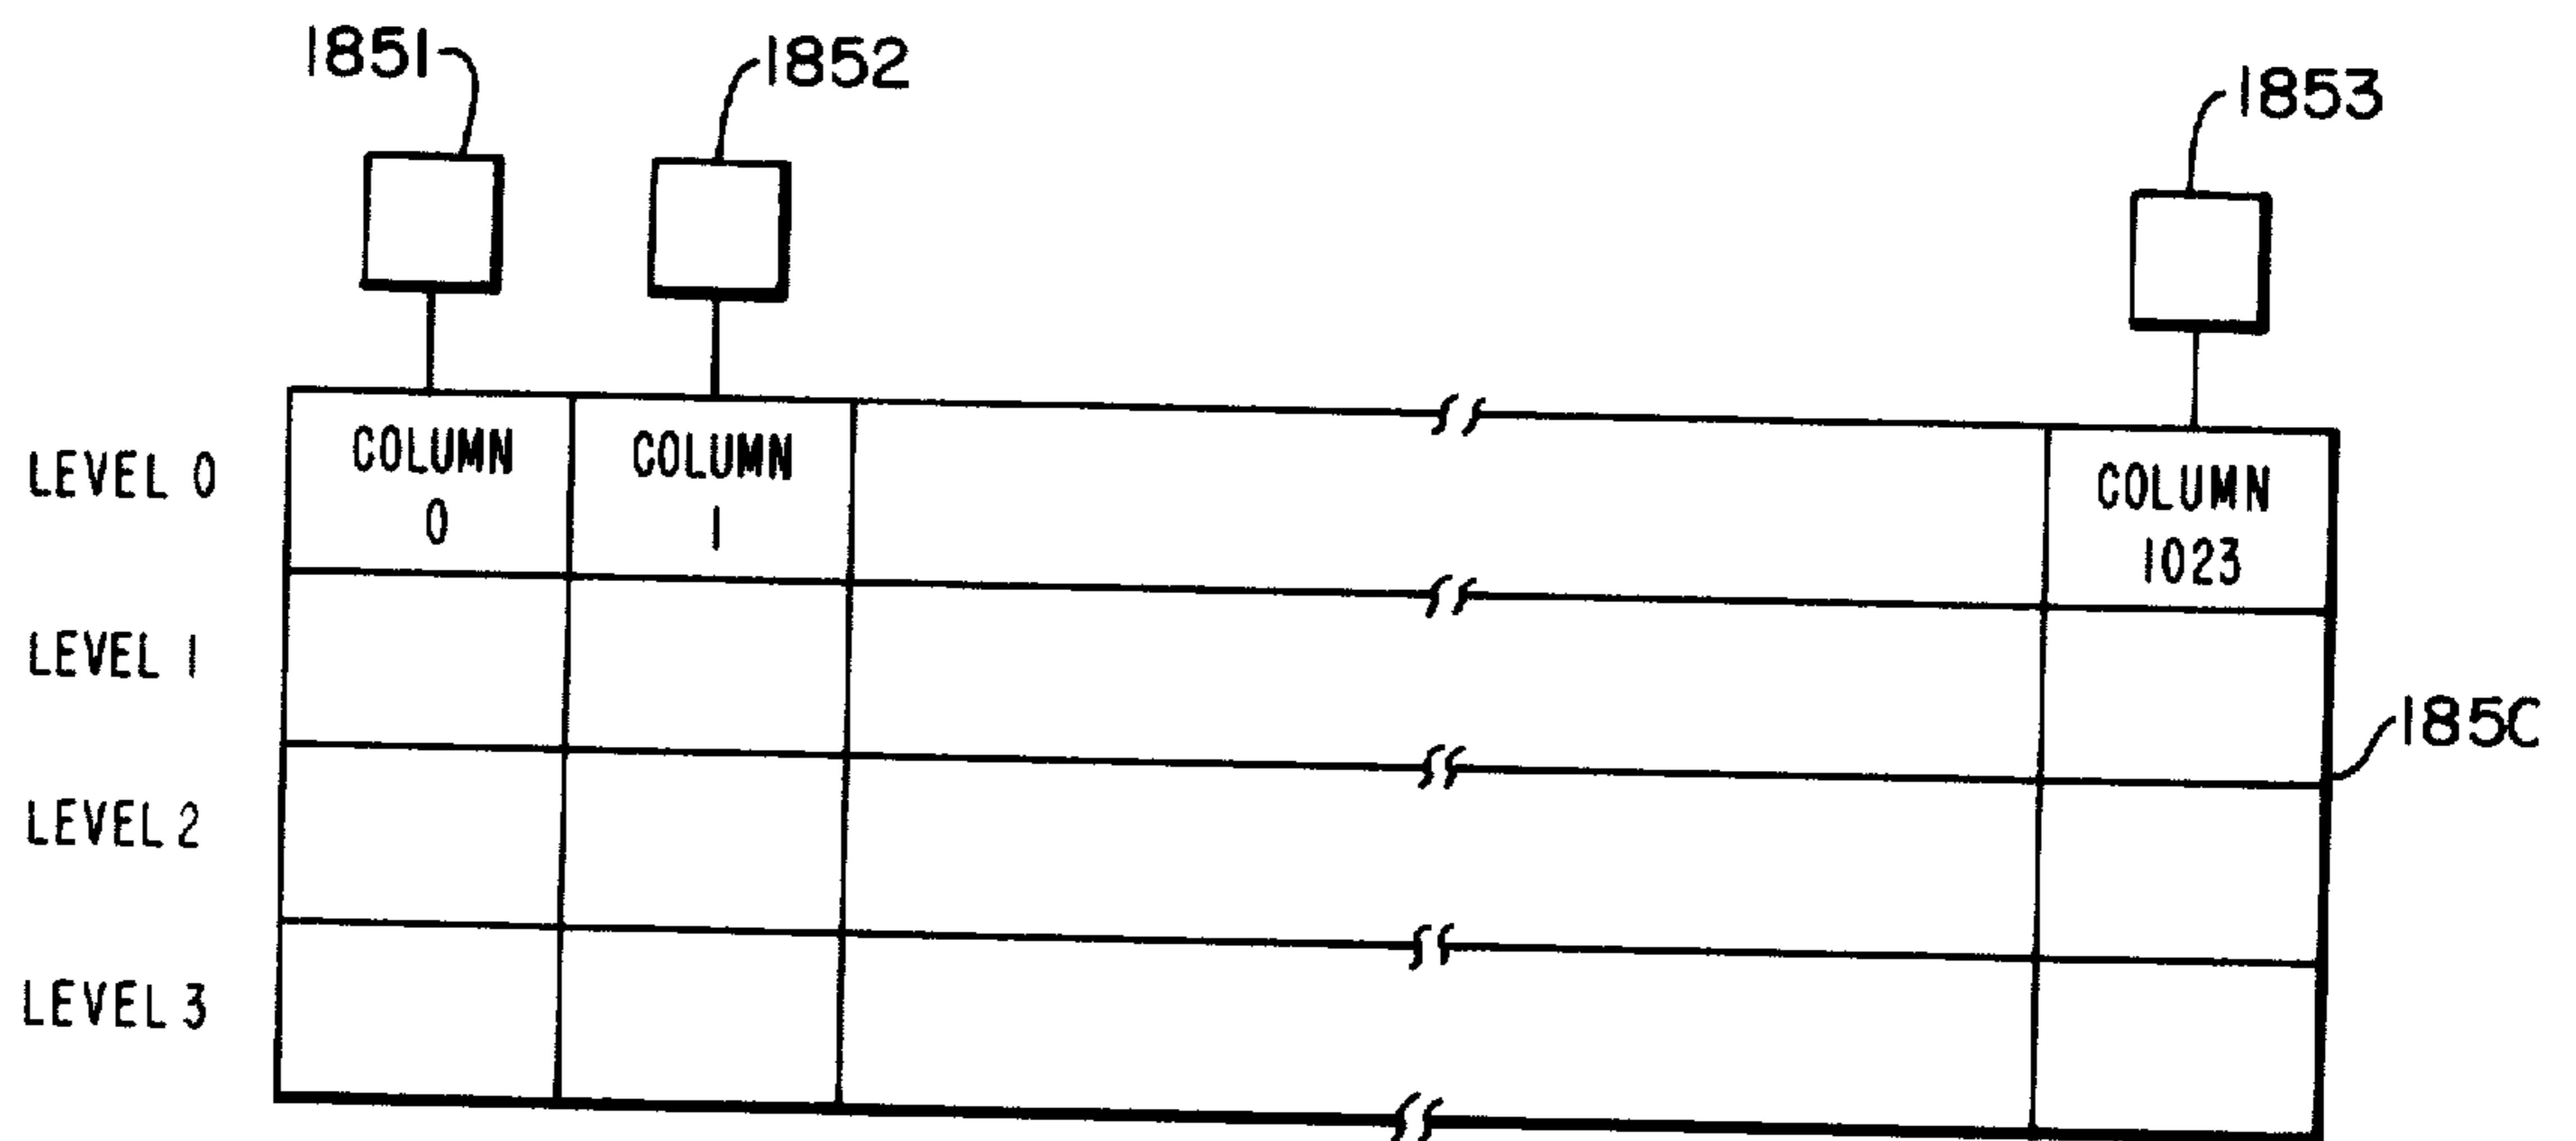 1851
1852
1853
LEVEL 0
COLUMN
0
COLUMN
1
COLUMN
1023
LEVEL 1
185C
LEVEL 2
LEVEL 3